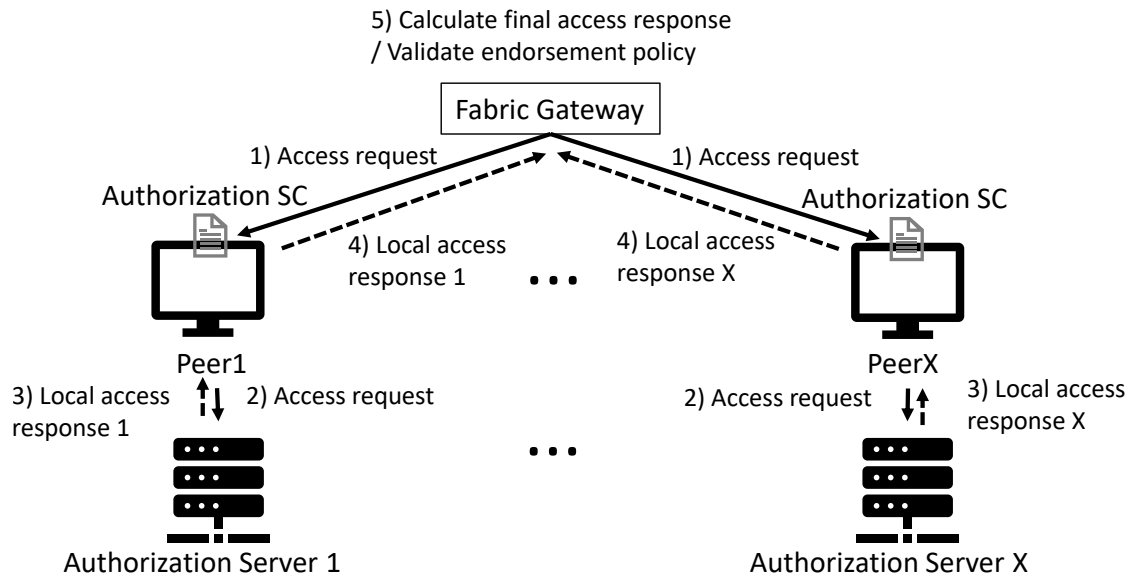 5) Calculate final access response
/ Validate endorsement policy
Fabric Gateway
1) Access request
1) Access request
Authorization SC
Authorization SC
4) Local access
response 1
4) Local access
response X
...
Peer1
PeerX
3) Local access
response 1
2) Access request
2) Access request
3) Local access
response X
...
Authorization Server 1
Authorization Server X